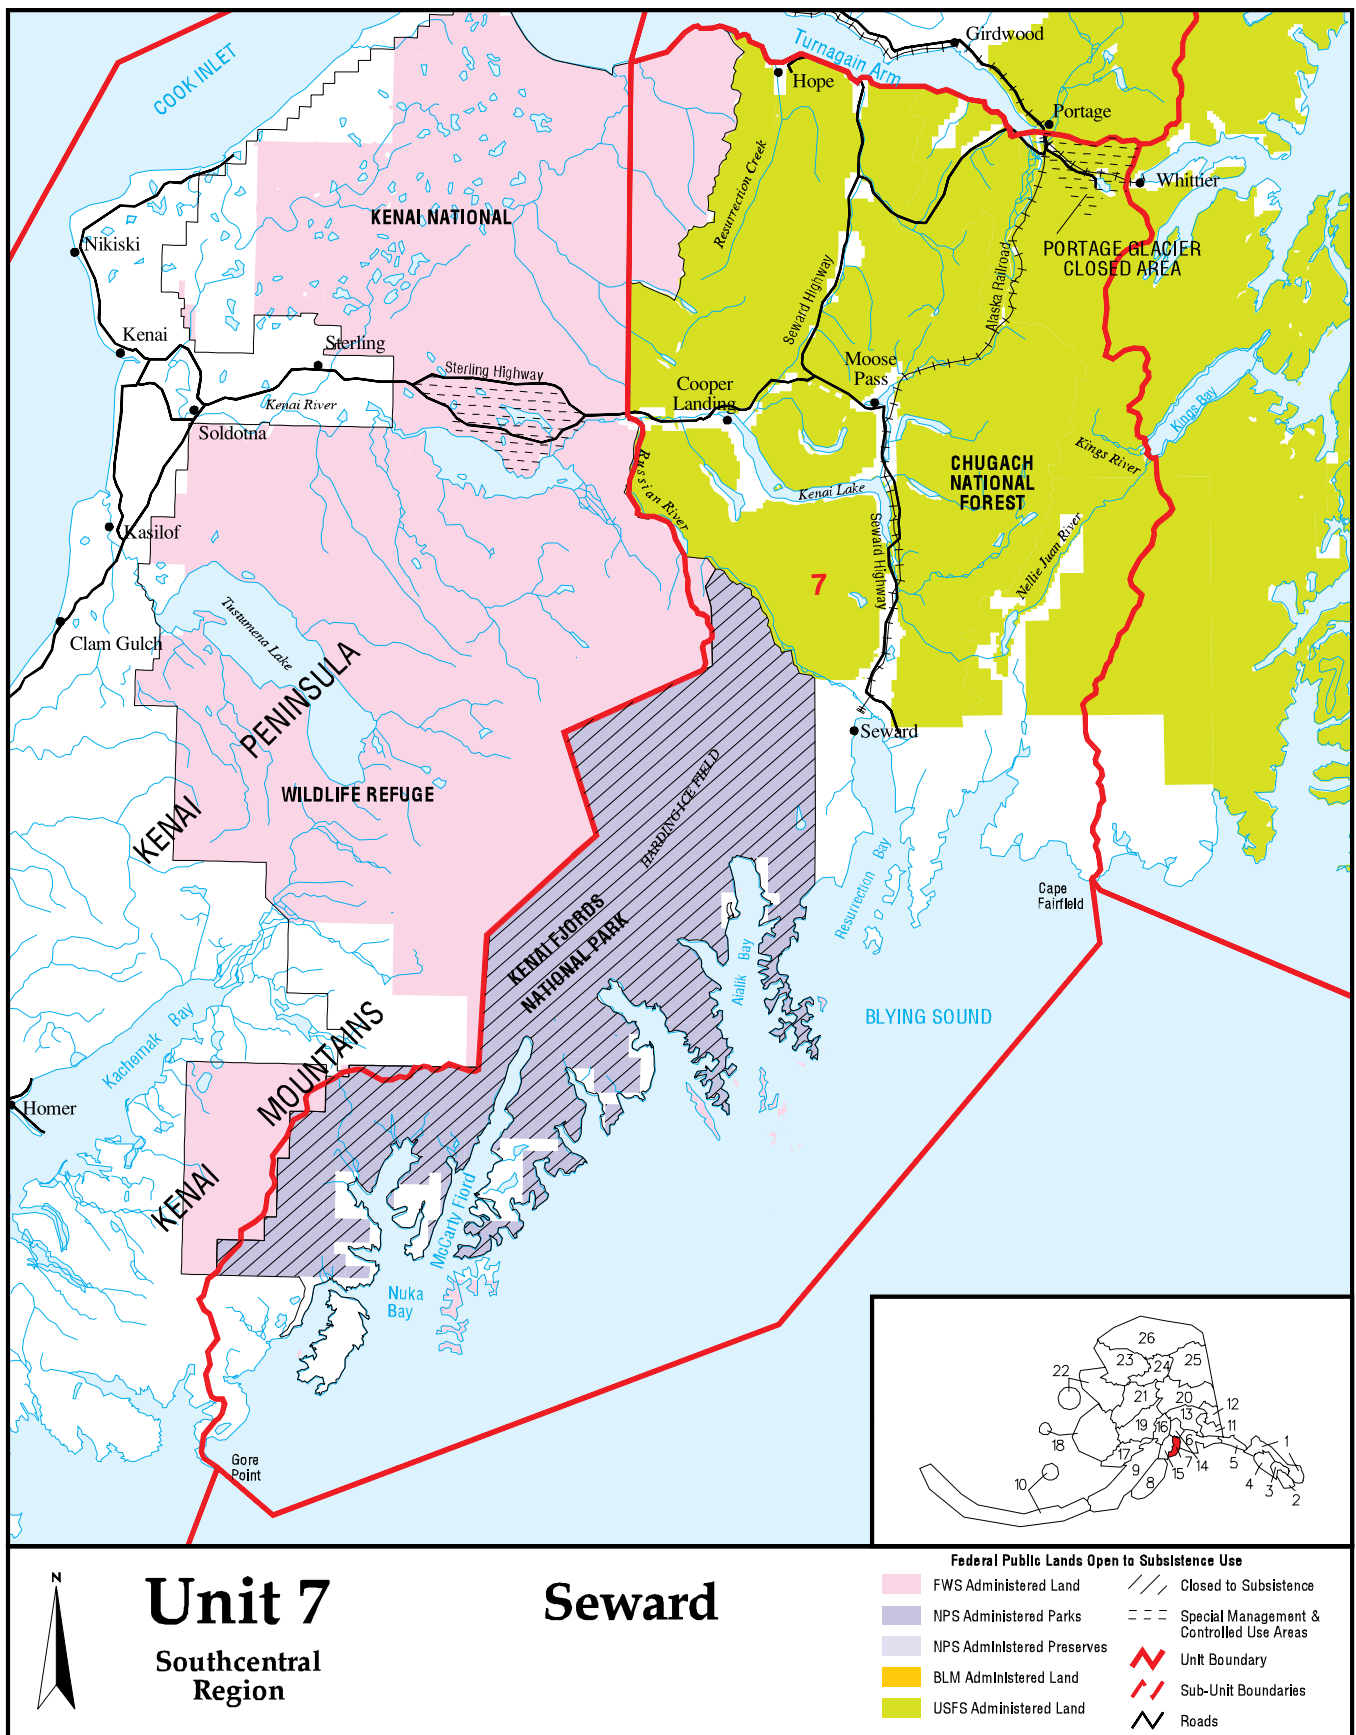 COOK INLET
Turnagain Arm
Girdwood
Hope
Portage
Whittier
Resurrection Creek
KENAI NATIONAL
Nikiski
PORTAGE GLACIER
CLOSED AREA
Seward Highway
Alaska Railroad
Kenai
Sterling
Sterling Highway
Moose
Pass
Cooper
Landing
Kenai River
Soldotna
Kings Bay
Kings River
Russian River
Kenai Lake
CHUGACH
NATIONAL
FOREST
Seward Highway
Nellie Juan River
Kasilof
7
Tustumena Lake
Clam Gulch
KENAI
PENINSULA
WILDLIFE REFUGE
Seward
HARDING ICE FIELD
KENAI FJORDS
NATIONAL PARK
Resurrection Bay
Cape
Fairfield
Aialik Bay
BLYING SOUND
Kachemak Bay
KENAI
MOUNTAINS
Homer
McCarty Fiord
Nuka
Bay
Gore
Point
26
23
24
25
22
21
20
12
13
11
19
16
18
6
17
7
14
15
5
1
9
8
10
4
3
2
N
Unit 7
Southcentral
Region
Seward
Federal Public Lands Open to Subsistence Use
FWS Administered Land
NPS Administered Parks
NPS Administered Preserves
BLM Administered Land
USFS Administered Land
Closed to Subsistence
Special Management &
Controlled Use Areas
Unit Boundary
Sub-Unit Boundaries
Roads